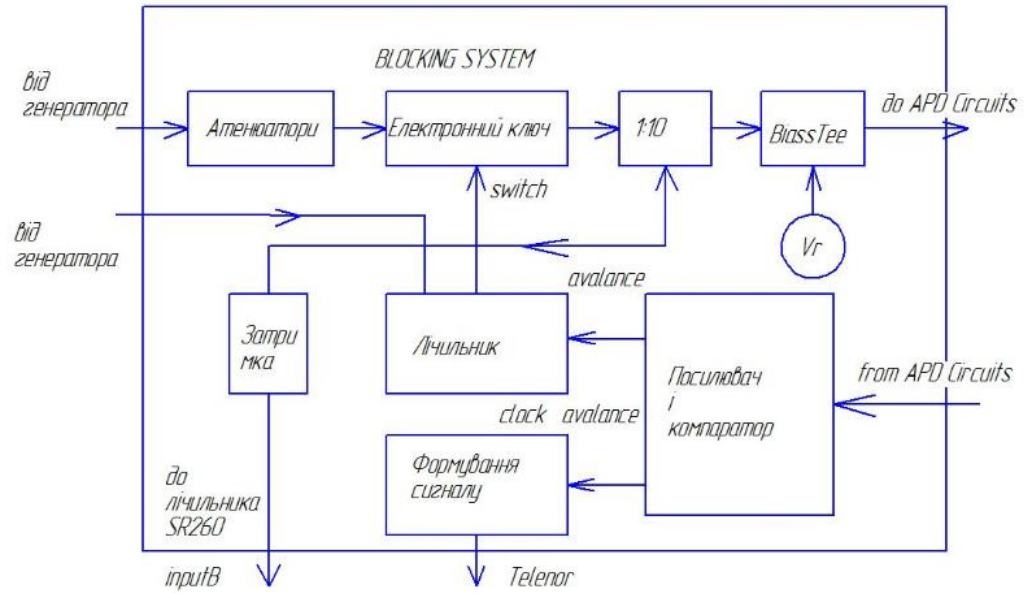 BLOCKING SYSTEM
від
генератора
Атенюатори
Електронний ключ
1:10
BiassTee
до APD Circuits
switch
Vr
від
генератора
avalance
Затри
мка
Лічильник
Посилювач
і
компаратор
from APD Circuits
clock avalance
Формування
сигналу
до
лічильника
SR260
inputB
Telenor